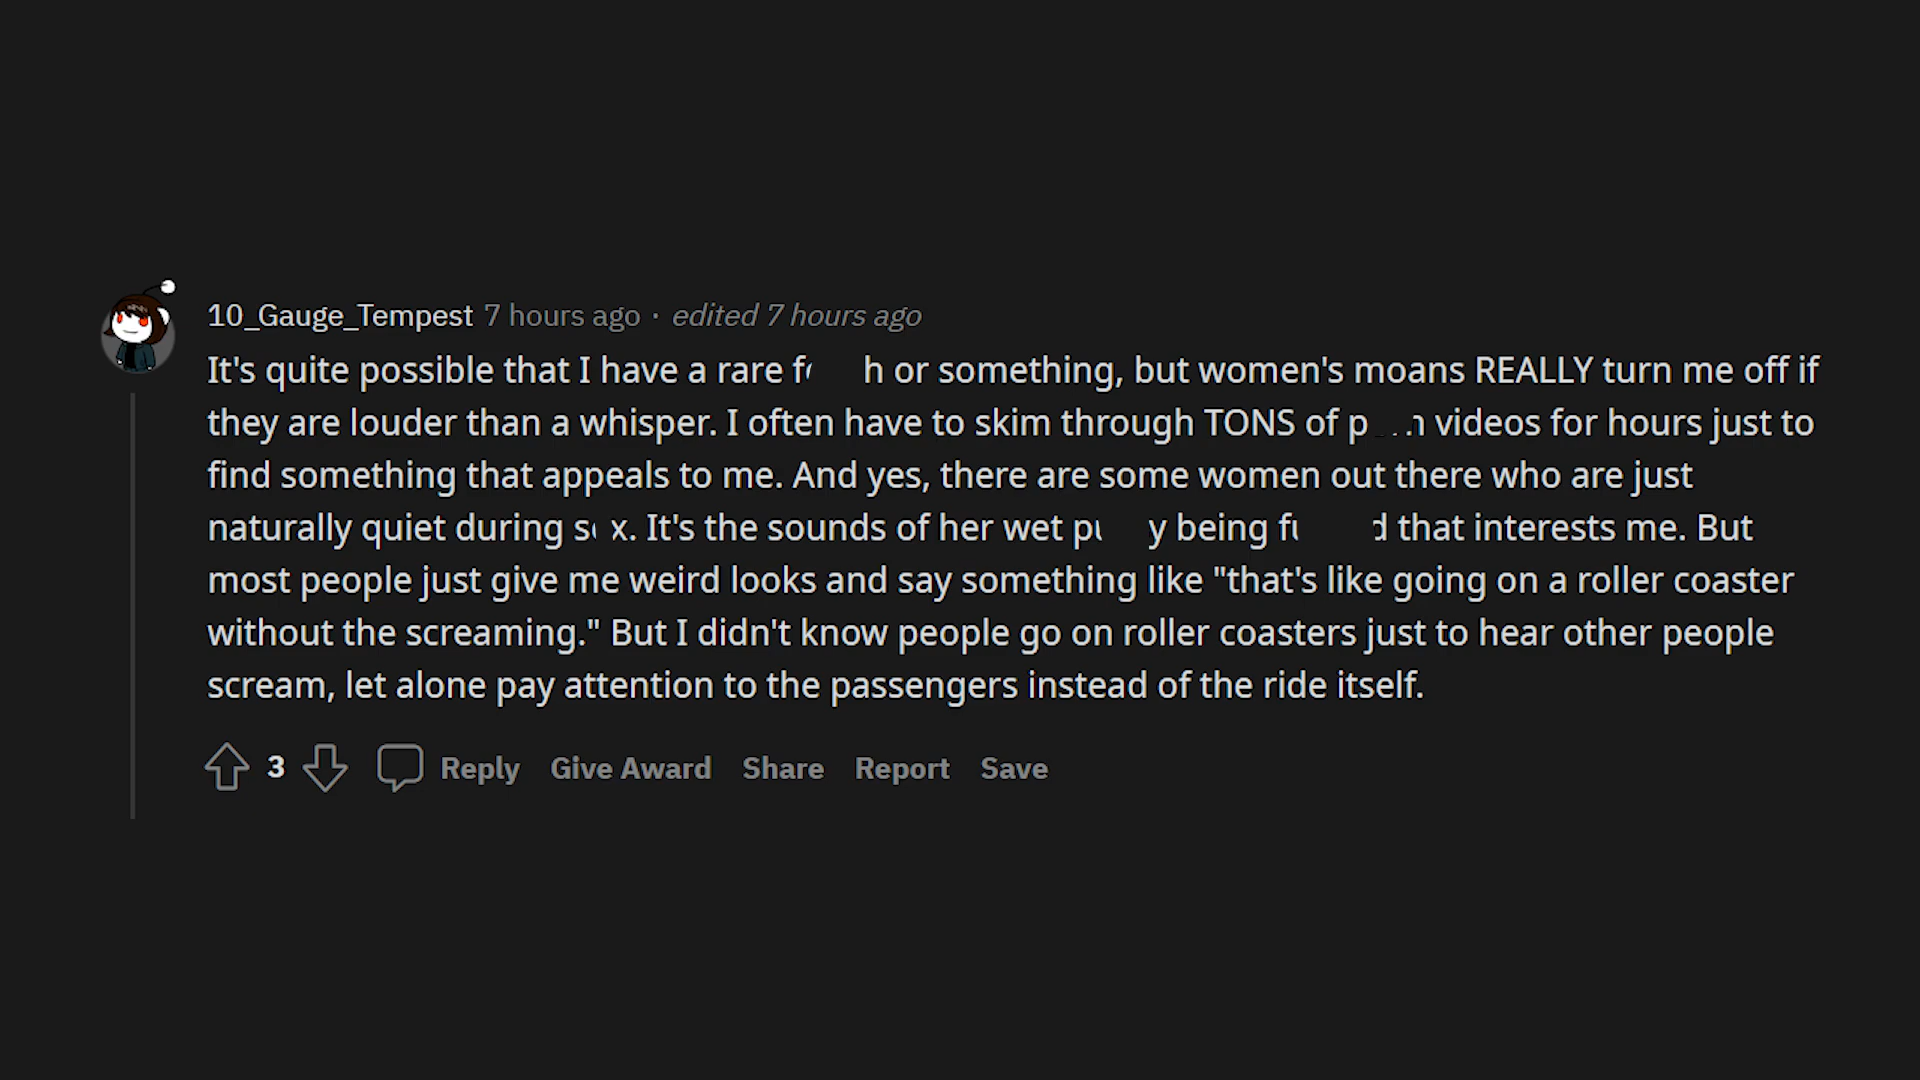 10_Gauge_Tempest 7 hours ago · edited 7 hours ago
It's quite possible that I have a rare f h or something, but women's moans REALLY turn me off if
they are louder than a whisper. I often have to skim through TONS of p n videos for hours just to
find something that appeals to me. And yes, there are some women out there who are just
naturally quiet during s x. It's the sounds of her wet pu y being fu d that interests me. But
most people just give me weird looks and say something like "that's like going on a roller coaster
without the screaming." But I didn't know people go on roller coasters just to hear other people
scream, let alone pay attention to the passengers instead of the ride itself.
3 Reply Give Award Share Report Save